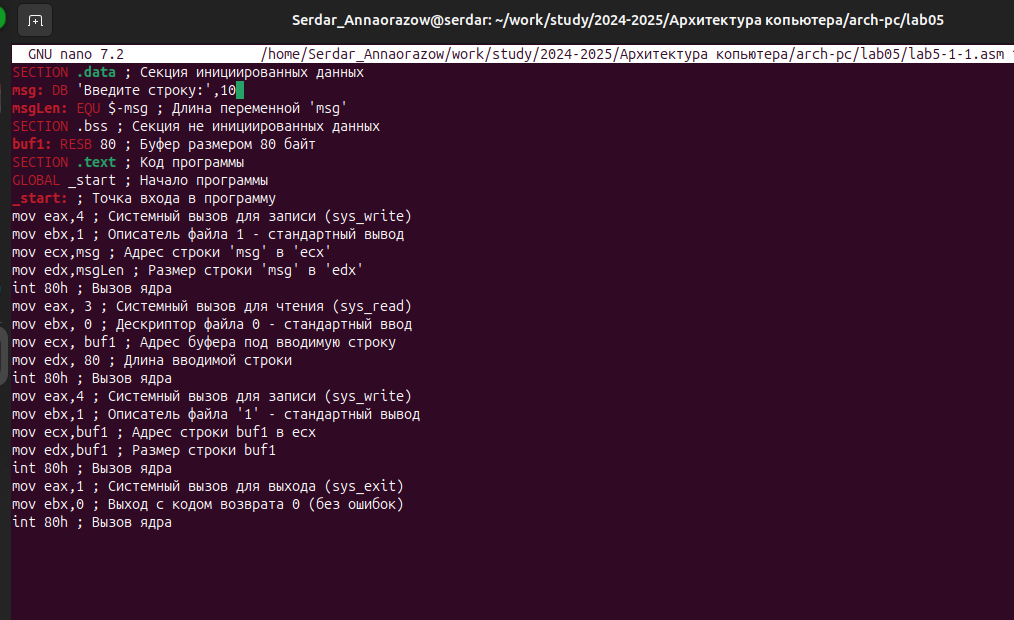 Serdar_Annaorazow@serdar: ~/work/study/2024-2025/Архитектура копьютера/arch-pc/lab05
GNU nano 7.2 /home/Serdar_Annaorazow/work/study/2024-2025/Архитектура копьютера/arch-pc/lab05/lab5-1-1.asm *
SECTION .data ; Секция инициированных данных
msg: DB 'Введите строку:',10
msgLen: EQU $-msg ; Длина переменной 'msg'
SECTION .bss ; Секция не инициированных данных
buf1: RESB 80 ; Буфер размером 80 байт
SECTION .text ; Код программы
GLOBAL _start ; Начало программы
_start: ; Точка входа в программу
mov eax,4 ; Системный вызов для записи (sys_write)
mov ebx,1 ; Описатель файла 1 - стандартный вывод
mov ecx,msg ; Адрес строки 'msg' в 'ecx'
mov edx,msgLen ; Размер строки 'msg' в 'edx'
int 80h ; Вызов ядра
mov eax, 3 ; Системный вызов для чтения (sys_read)
mov ebx, 0 ; Дескриптор файла 0 - стандартный ввод
mov ecx, buf1 ; Адрес буфера под вводимую строку
mov edx, 80 ; Длина вводимой строки
int 80h ; Вызов ядра
mov eax,4 ; Системный вызов для записи (sys_write)
mov ebx,1 ; Описатель файла '1' - стандартный вывод
mov ecx,buf1 ; Адрес строки buf1 в ecx
mov edx,buf1 ; Размер строки buf1
int 80h ; Вызов ядра
mov eax,1 ; Системный вызов для выхода (sys_exit)
mov ebx,0 ; Выход с кодом возврата 0 (без ошибок)
int 80h ; Вызов ядра